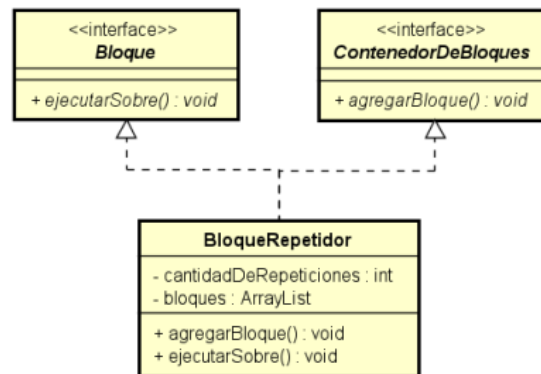 <<interface>>
Bloque
+ ejecutarSobre() : void
<<interface>>
ContenedorDeBloques
+ agregarBloque() : void
BloqueRepetidor
- cantidadDeRepeticiones : int
- bloques : ArrayList
+ agregarBloque() : void
+ ejecutarSobre() : void